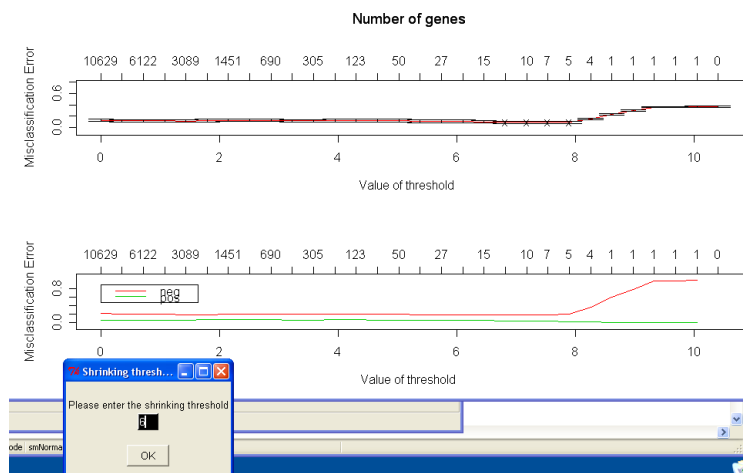 Number of genes
10629 6122 3089 1451 690 305 123 50 27 15 10 7 5 4 1 1 1 1 0
Misclassification Error
0.6
0.0
0 2 4 6 8 10
Value of threshold
10629 6122 3089 1451 690 305 123 50 27 15 10 7 5 4 1 1 1 1 0
Misclassification Error
0.8
0.0
neg
pos
0 2 4 6 8 10
Value of threshold
Shrinking thresh...
Please enter the shrinking threshold
6
OK
ode smNorma